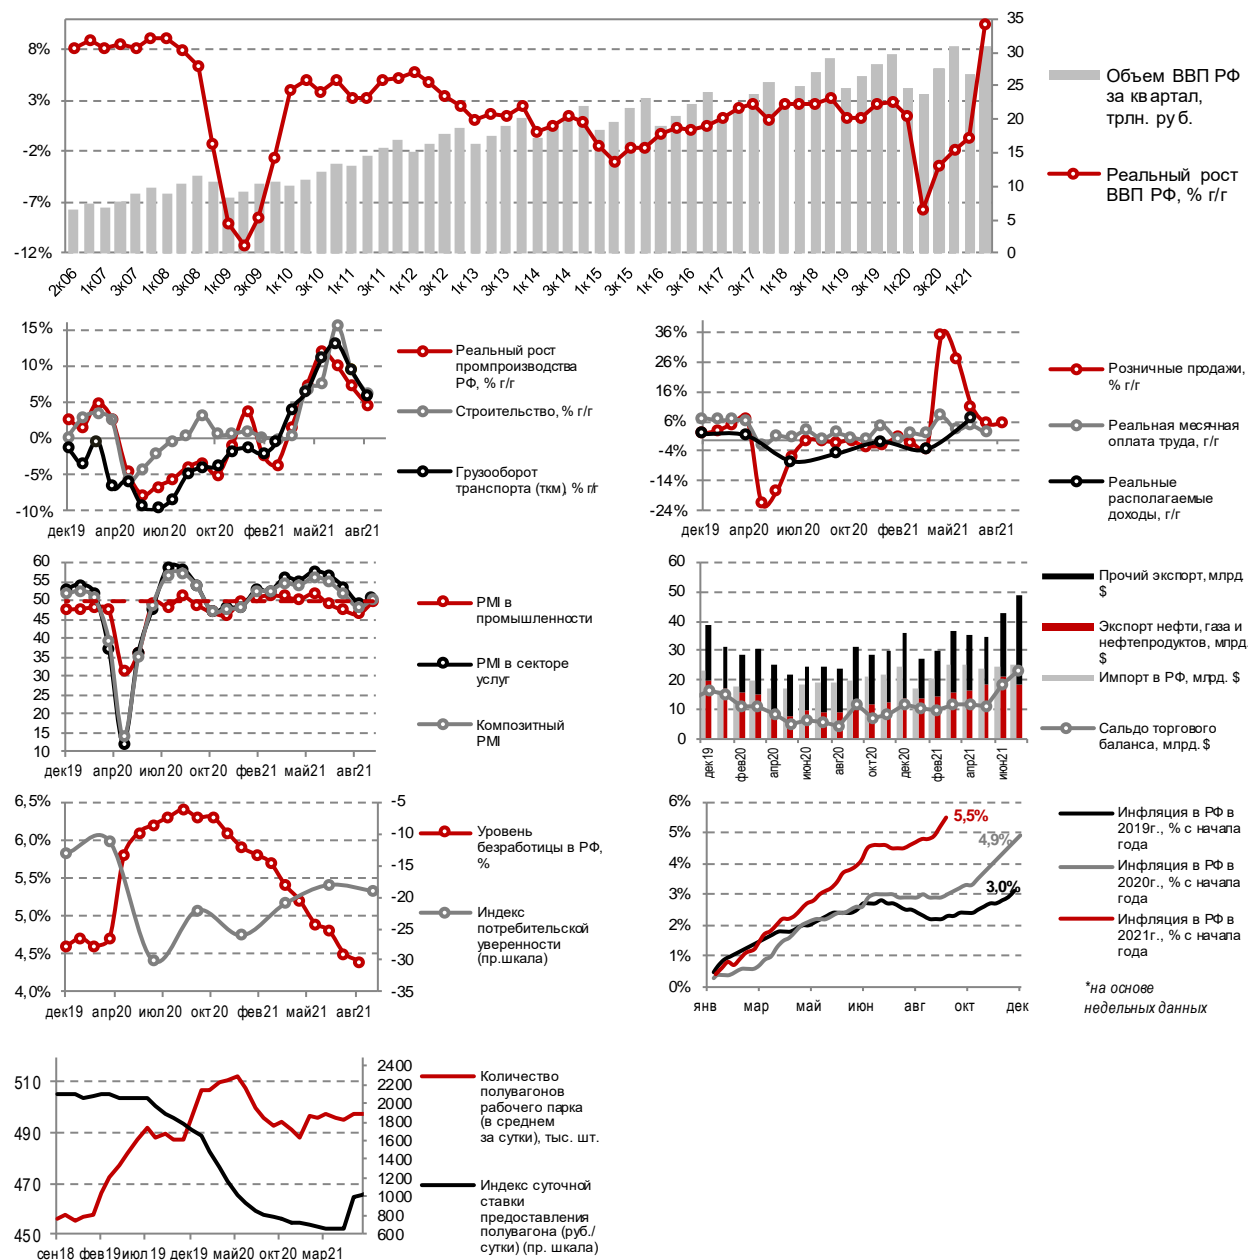 35
30
25
20
15
10
5
0
8%
3%
-2%
-7%
-12%
2к06
1к07
3к07
1к08
3к08
1к09
3к09
1к10
3к10
1к11
3к11
1к12
3к12
1к13
3к13
1к14
3к14
1к15
3к15
1к16
3к16
1к17
3к17
1к18
3к18
1к19
3к19
1к20
3к20
1к21
Объем ВВП РФ
за квартал,
трлн. руб.
Реальный рост
ВВП РФ, % г/г
15%
10%
5%
0%
-5%
-10%
дек19 апр20 июл20 окт20 фев21 май21 авг21
Реальный рост
промпроизводства
РФ, % г/г
Строительство, % г/г
Грузооборот
транспорта (ткм), % г/г
36%
26%
16%
6%
-4%
-14%
-24%
дек19 апр20 июл20 окт20 фев21 май21 авг21
Розничные продажи,
% г/г
Реальная месячная
оплата труда, г/г
Реальные
располагаемые
доходы, г/г
60
55
50
45
40
35
30
25
20
15
10
дек19 апр20 июл20 окт20 фев21 май21 авг21
PMI в
промышленности
PMI в секторе
услуг
Композитный
PMI
60
50
40
30
20
10
0
дек19
фев20
апр20
июн20
авг20
окт20
дек20
фев21
апр21
июн21
Прочий экспорт, млрд.
$
Экспорт нефти, газа и
нефтепродуктов, млрд.
$
Импорт в РФ, млрд. $
Сальдо торгового
баланса, млрд. $
6,5%
6,0%
5,5%
5,0%
4,5%
4,0%
-5
-10
-15
-20
-25
-30
-35
дек19 апр20 июл20 окт20 фев21 май21 авг21
Уровень
безработицы в РФ,
%
Индекс
потребительской
уверенности
(пр.шкала)
6%
5%
4%
3%
2%
1%
0%
5,5%
4,9%
3,0%
янв мар май июн авг окт дек
Инфляция в РФ в
2019г., % с начала
года
Инфляция в РФ в
2020г., % с начала
года
Инфляция в РФ в
2021г., % с начала
года
*на основе
недельных данных
510
490
470
450
2400
2200
2000
1800
1600
1400
1200
1000
800
600
сен18 фев19 июл19 дек19 май20 окт20 мар21
Количество
полувагонов
рабочего парка
(в среднем
за сутки), тыс. шт.
Индекс суточной
ставки
предоставления
полувагона (руб./
сутки) (пр. шкала)